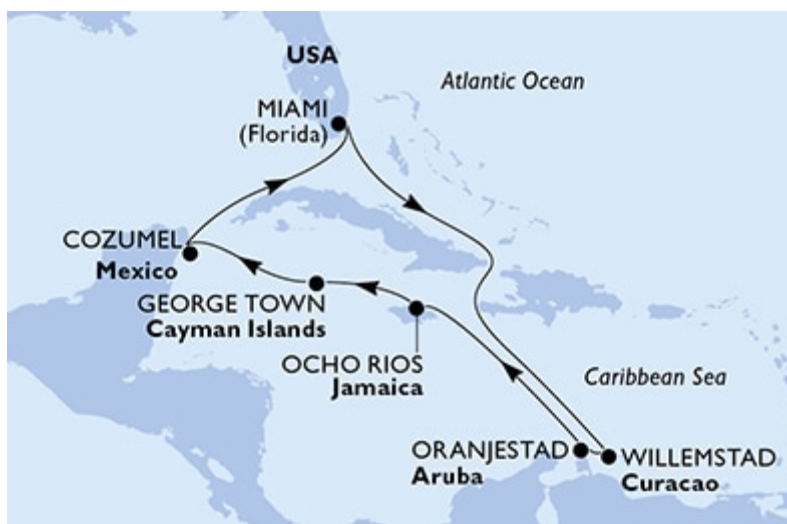 USA
Atlantic Ocean
MIAMI
(Florida)
COZUMEL
Mexico
GEORGE TOWN
Cayman Islands
OCHO RIOS
Jamaica
Caribbean Sea
ORANJESTAD
Aruba
WILLEMSTAD
Curacao